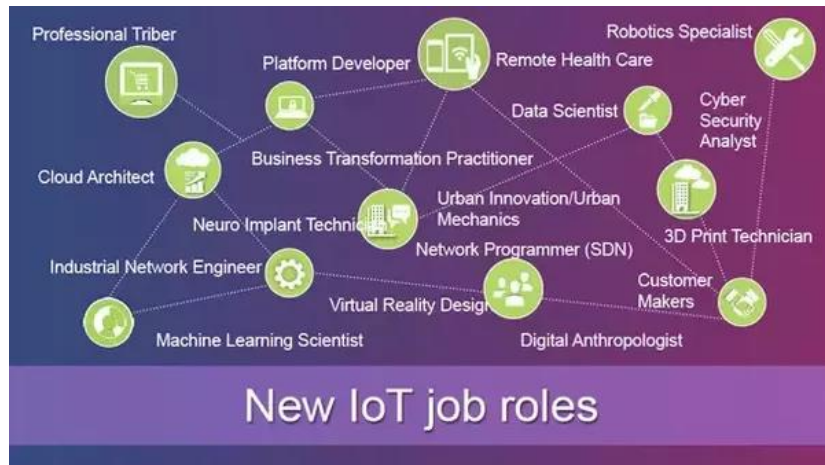 Professional Triber
Robotics Specialist
Platform Developer
Remote Health Care
Data Scientist
Cyber
Security
Analyst
Business Transformation Practitioner
Cloud Architect
Urban Innovation/Urban
Mechanics
Neuro Implant Technician
3D Print Technician
Network Programmer (SDN)
Industrial Network Engineer
Customer
Makers
Virtual Reality Design
Machine Learning Scientist
Digital Anthropologist
New IoT job roles